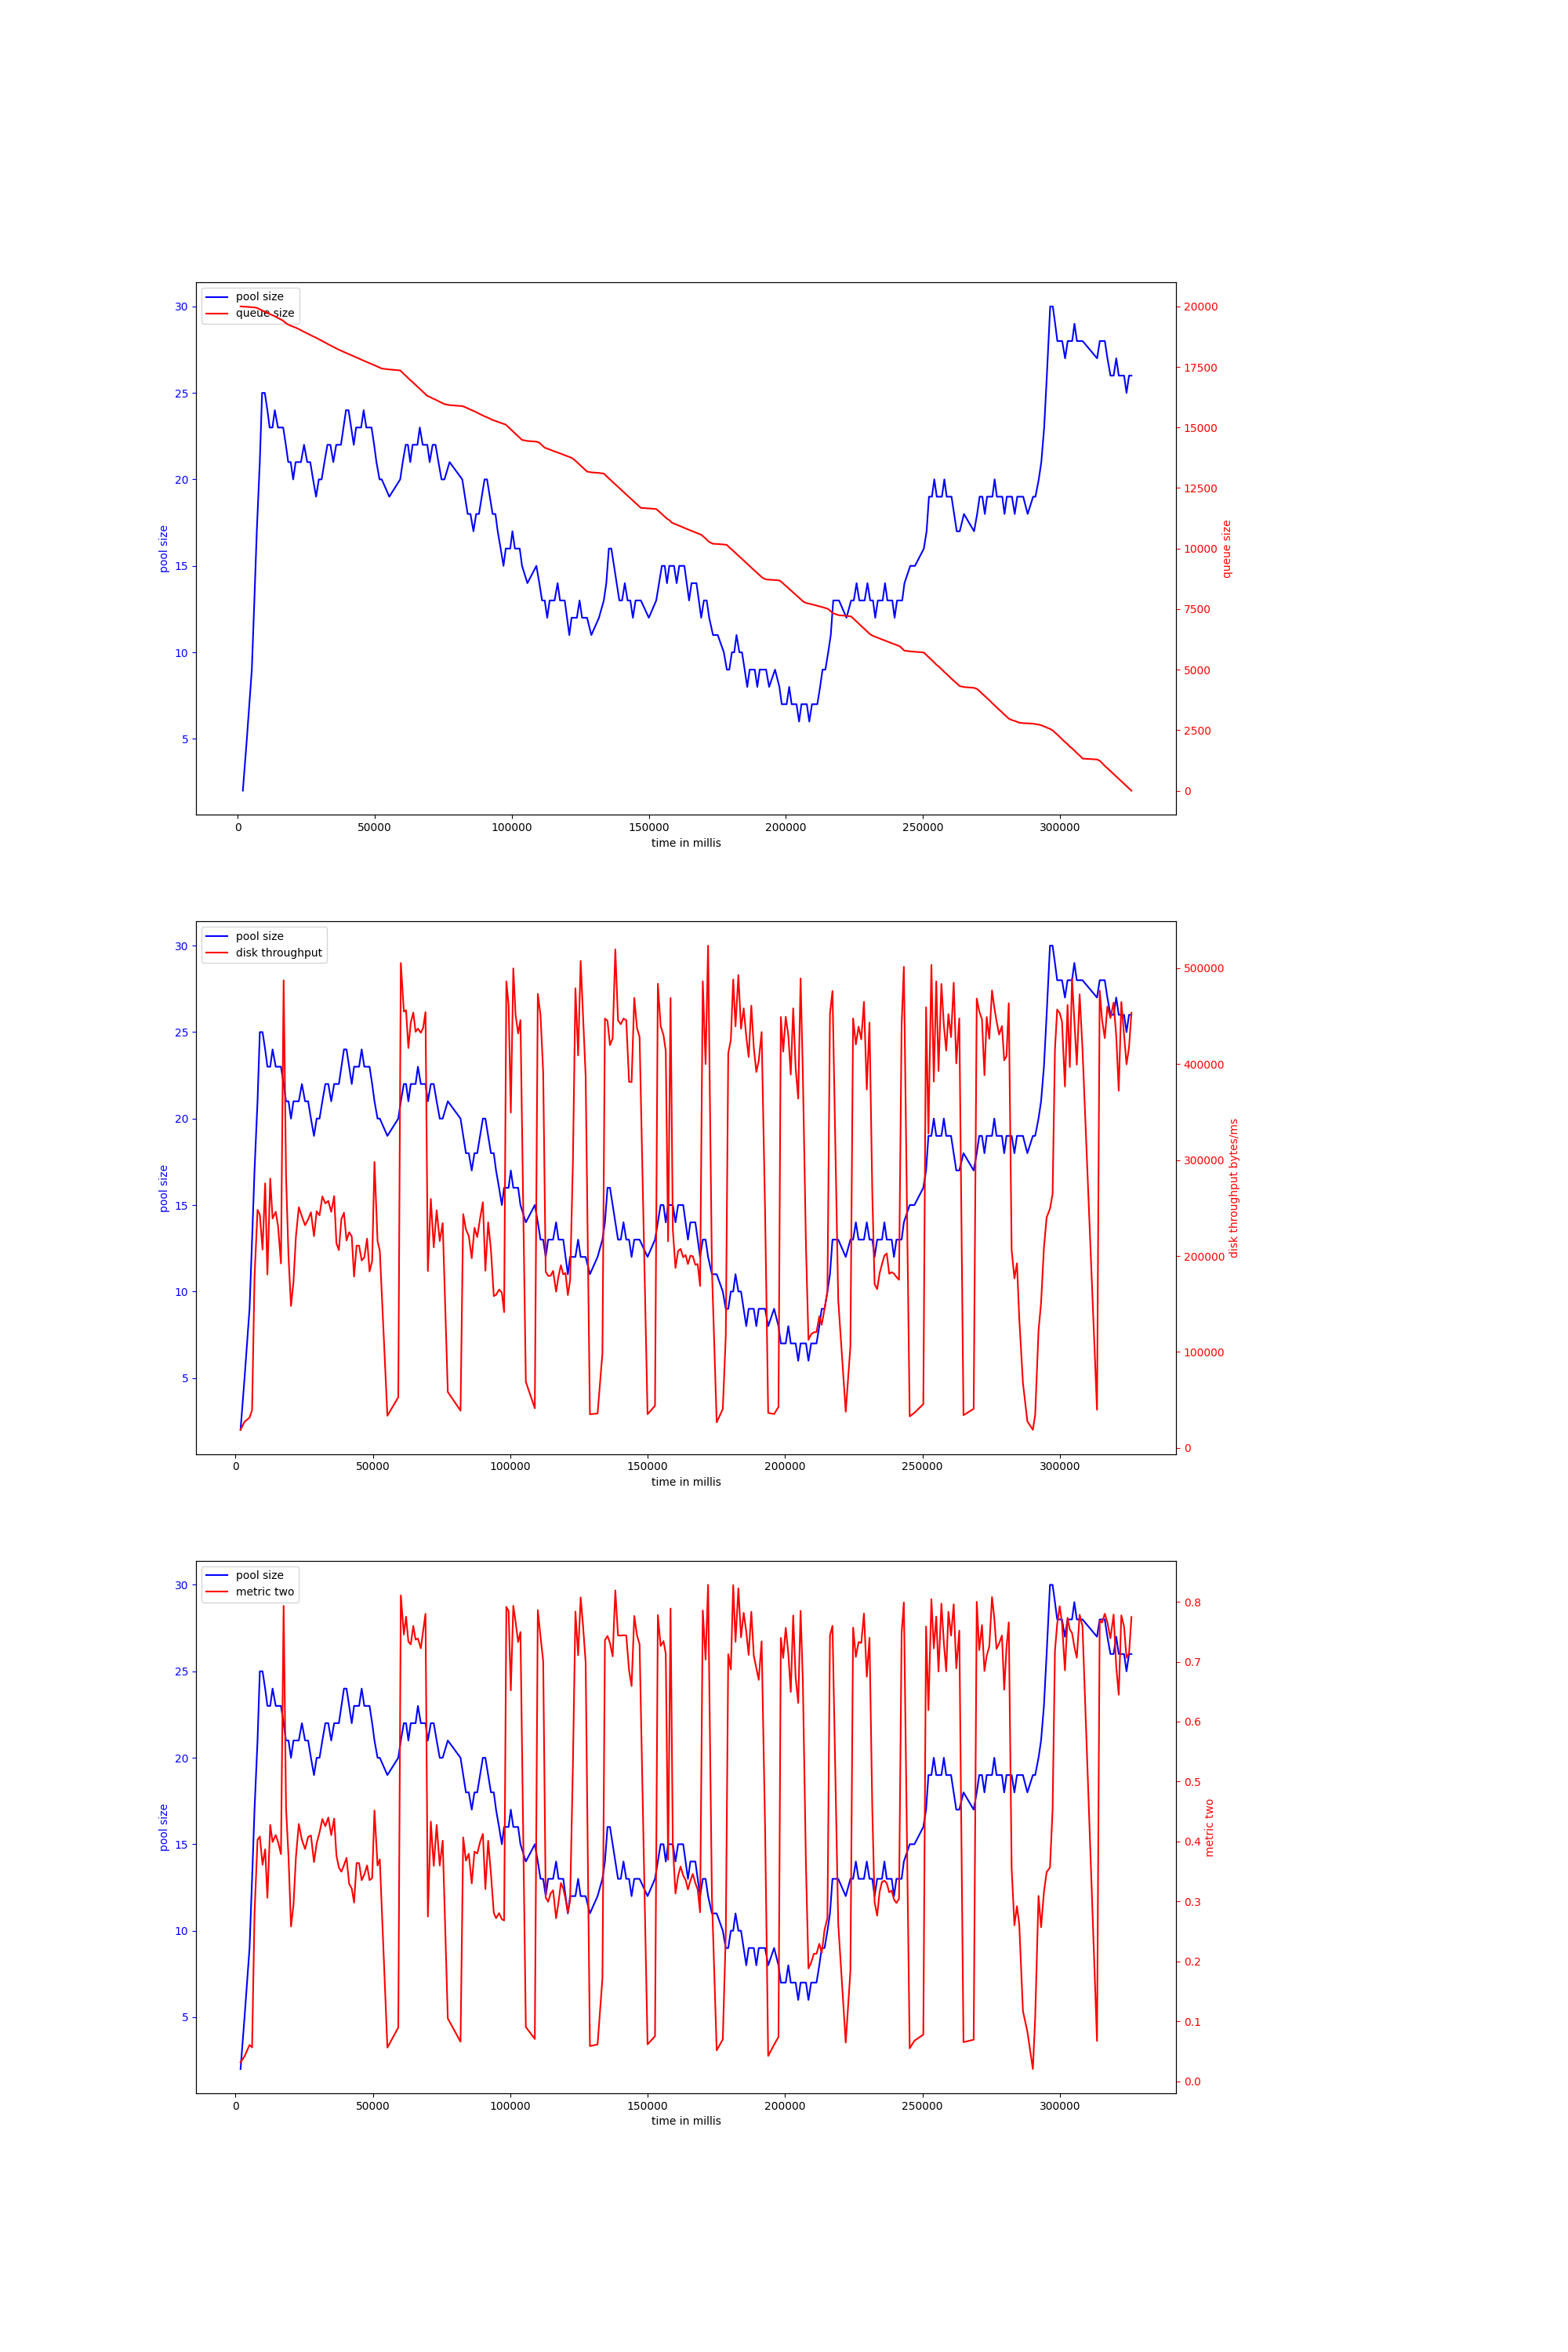 pool size
queue size
30
25
20
15
10
5
pool size
20000
17500
15000
12500
10000
7500
5000
2500
0
queue size
0 50000 100000 150000 200000 250000 300000
time in millis
pool size
disk throughput
30
25
20
15
10
5
pool size
500000
400000
300000
200000
100000
0
disk throughput bytes/ms
0 50000 100000 150000 200000 250000 300000
time in millis
pool size
metric two
30
25
20
15
10
5
pool size
0.8
0.7
0.6
0.5
0.4
0.3
0.2
0.1
0.0
metric two
0 50000 100000 150000 200000 250000 300000
time in millis